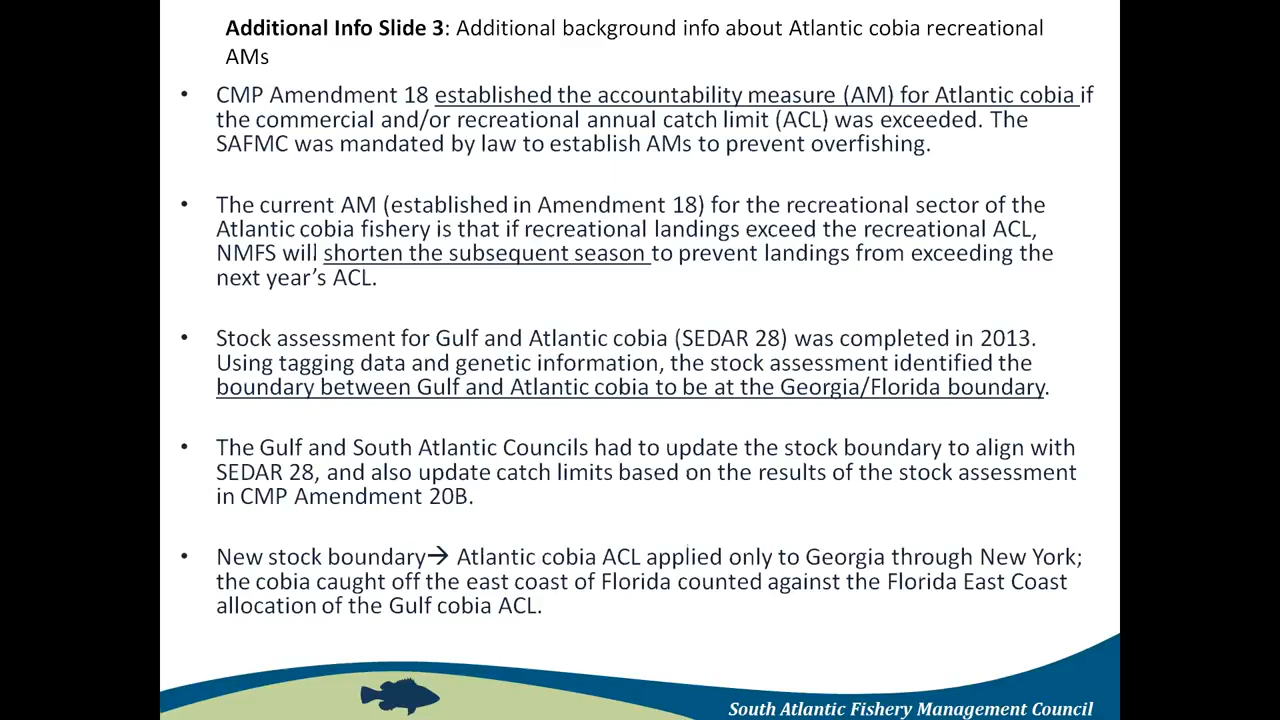 Additional Info Slide 3: Additional background info about Atlantic cobia recreational
AMs
• CMP Amendment 18 established the accountability measure (AM) for Atlantic cobia if
the commercial and/or recreational annual catch limit (ACL) was exceeded. The
SAFMC was mandated by law to establish AMs to prevent overfishing.
• The current AM (established in Amendment 18) for the recreational sector of the
Atlantic cobia fishery is that if recreational landings exceed the recreational ACL,
NMFS will shorten the subsequent season to prevent landings from exceeding the
next year's ACL.
• Stock assessment for Gulf and Atlantic cobia (SEDAR 28) was completed in 2013.
Using tagging data and genetic information, the stock assessment identified the
boundary between Gulf and Atlantic cobia to be at the Georgia/Florida boundary.
• The Gulf and South Atlantic Councils had to update the stock boundary to align with
SEDAR 28, and also update catch limits based on the results of the stock assessment
in CMP Amendment 20B.
• New stock boundary→ Atlantic cobia ACL applied only to Georgia through New York;
the cobia caught off the east coast of Florida counted against the Florida East Coast
allocation of the Gulf cobia ACL.
South Atlantic Fishery Management Council